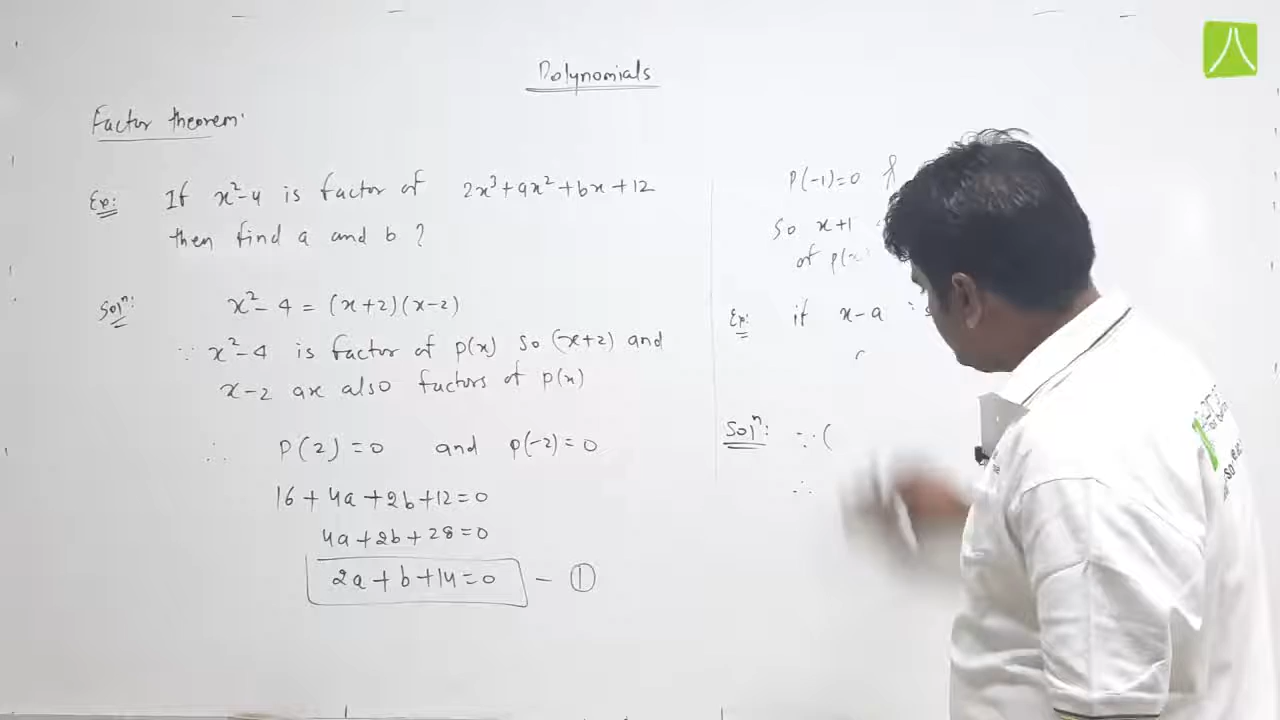 Polynomials
Factor theorem:
Ex: If x²-4 is factor of 2x³+ax²+bx+12
then find a and b ?
Solⁿ: x²-4 = (x+2)(x-2)
∵ x²-4 is factor of p(x) so (x+2) and
x-2 are also factors of p(x)
∴ P(2)=0 and p(-2)=0
16+4a+2b+12=0
4a+2b+28=0
2a+b+14=0 - ①
P(-1)=0
So x+1
of p(x)
Ex: if x-a
Solⁿ: ∵ (
∴